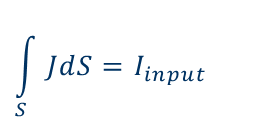 ∫_S JdS = I_input